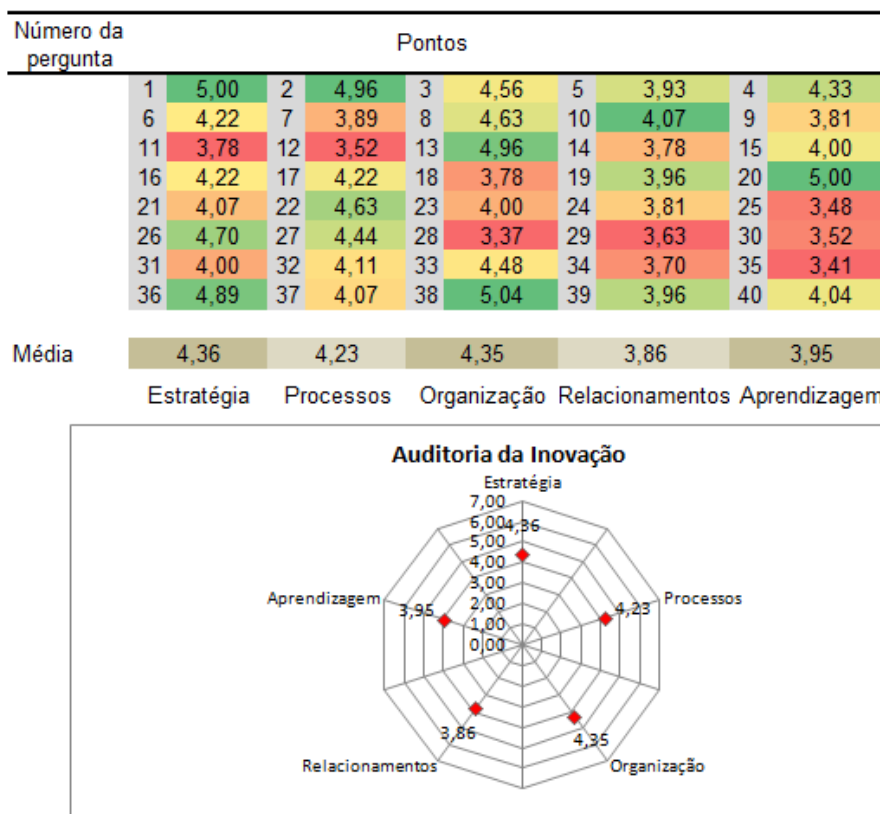 Número da pergunta
Pontos
1 5,00 2 4,96 3 4,56 5 3,93 4 4,33
6 4,22 7 3,89 8 4,63 10 4,07 9 3,81
11 3,78 12 3,52 13 4,96 14 3,78 15 4,00
16 4,22 17 4,22 18 3,78 19 3,96 20 5,00
21 4,07 22 4,63 23 4,00 24 3,81 25 3,48
26 4,70 27 4,44 28 3,37 29 3,63 30 3,52
31 4,00 32 4,11 33 4,48 34 3,70 35 3,41
36 4,89 37 4,07 38 5,04 39 3,96 40 4,04
Média 4,36 4,23 4,35 3,86 3,95
Estratégia Processos Organização Relacionamentos Aprendizagem
Auditoria da Inovação
Estratégia
7,00
6,00
4,36
5,00
4,00
3,00
2,00
1,00
0,00
Aprendizagem
3,95
4,23
Processos
3,86
4,35
Relacionamentos
Organização